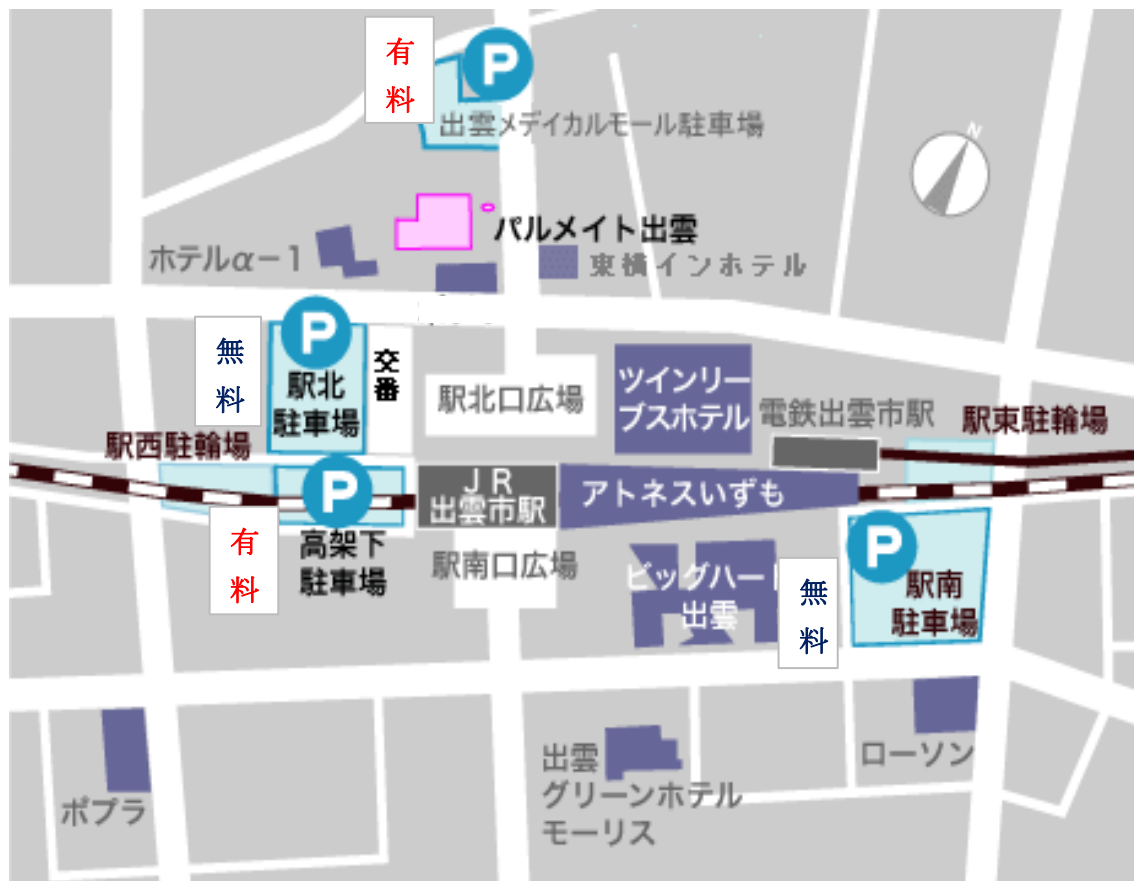 有
料
P
出雲メディカルモール駐車場
N
パルメイト出雲
ホテルα－1
東横インホテル
無
料
P
駅北
駐車場
交
番
駅北口広場
ツインリー
ブスホテル
電鉄出雲市駅
駅東駐輪場
駅西駐輪場
P
ＪＲ
出雲市駅
アトネスいずも
有
料
高架下
駐車場
駅南口広場
ビッグハート
出雲
無
料
P
駅南
駐車場
ポプラ
出雲
グリーンホテル
モーリス
ローソン